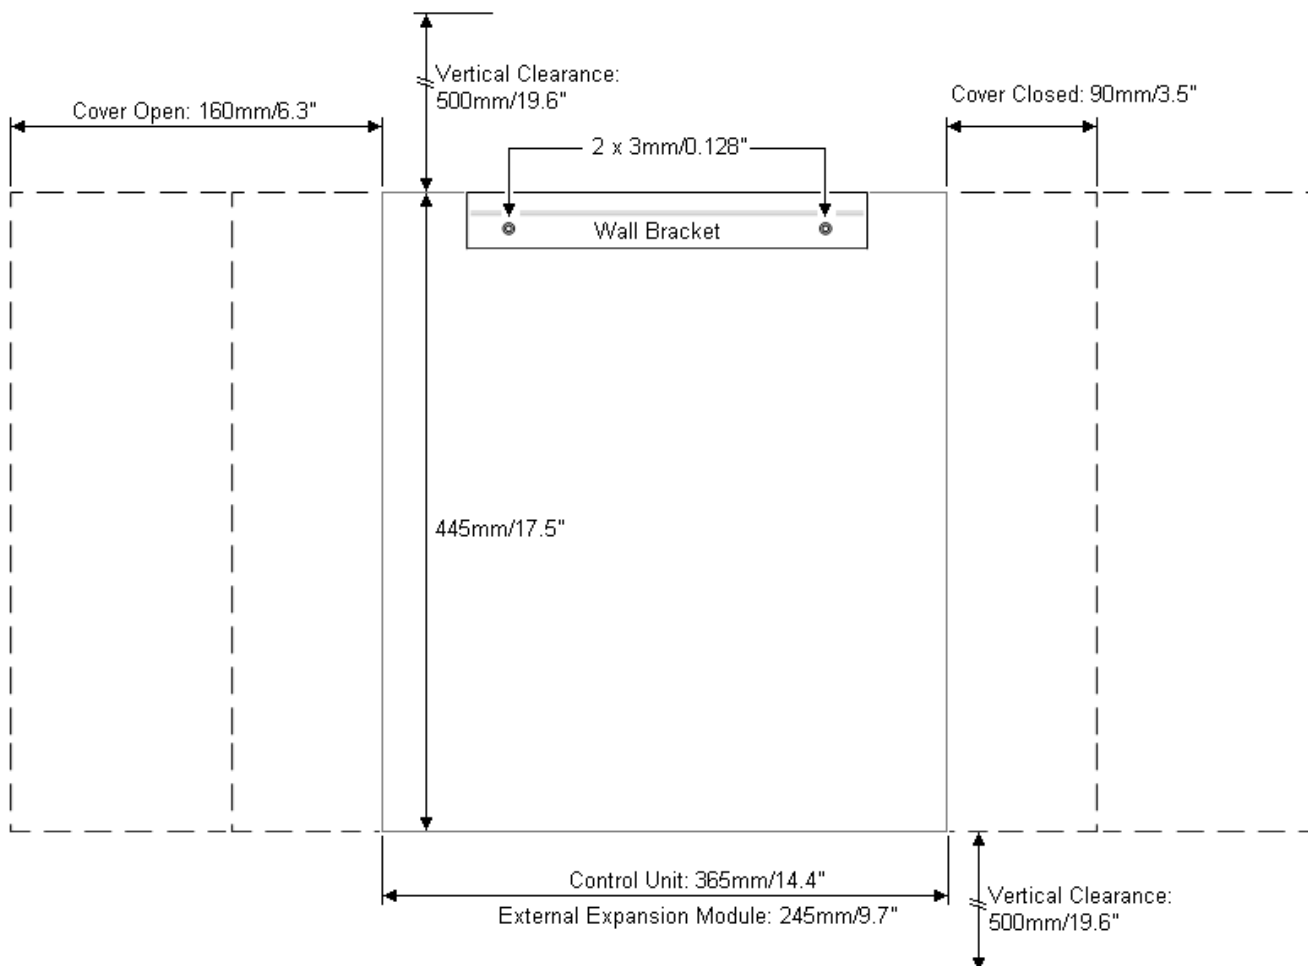 Vertical Clearance:
500mm/19.6"
Cover Open: 160mm/6.3"
Cover Closed: 90mm/3.5"
2 x 3mm/0.128"
Wall Bracket
445mm/17.5"
Control Unit: 365mm/14.4"
External Expansion Module: 245mm/9.7"
Vertical Clearance:
500mm/19.6"